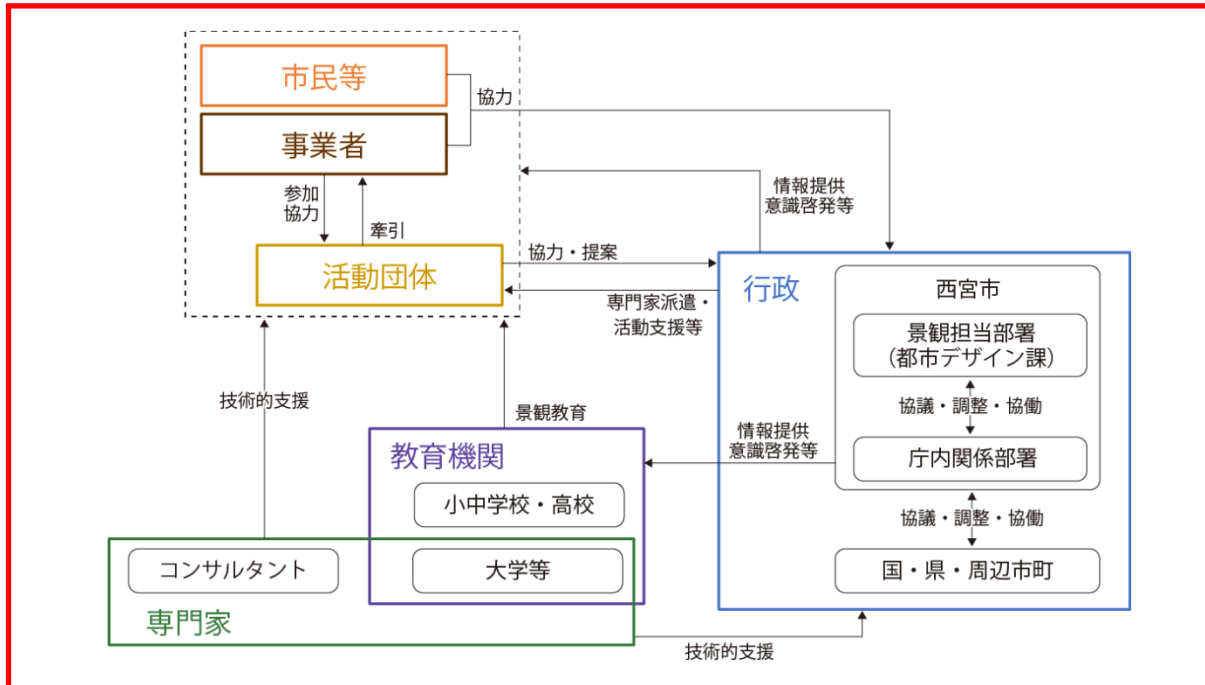 市民等
協力
事業者
参加
協力
牽引
情報提供
意識啓発等
活動団体
協力・提案
専門家派遣・
活動支援等
行政
西宮市
景観担当部署
(都市デザイン課)
協議・調整・協働
庁内関係部署
協議・調整・協働
国・県・周辺市町
技術的支援
景観教育
情報提供
意識啓発等
教育機関
小中学校・高校
大学等
コンサルタント
専門家
技術的支援